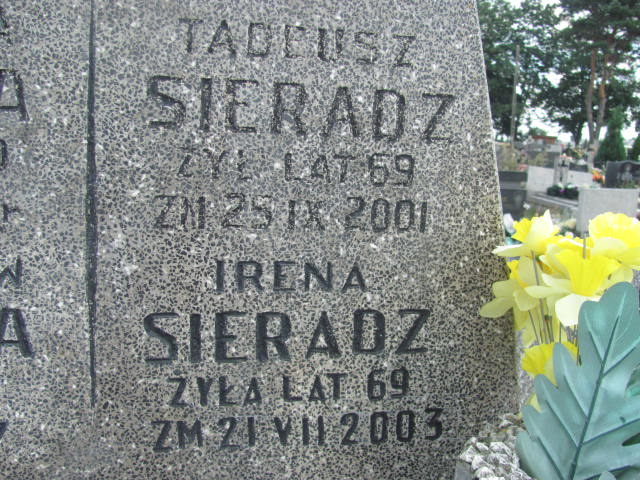 TADEUSZ
SIERADZ
ŻYŁ LAT 69
ZM 25 IX 2001
IRENA
SIERADZ
ŻYŁA LAT 69
ZM 21 VII 2003